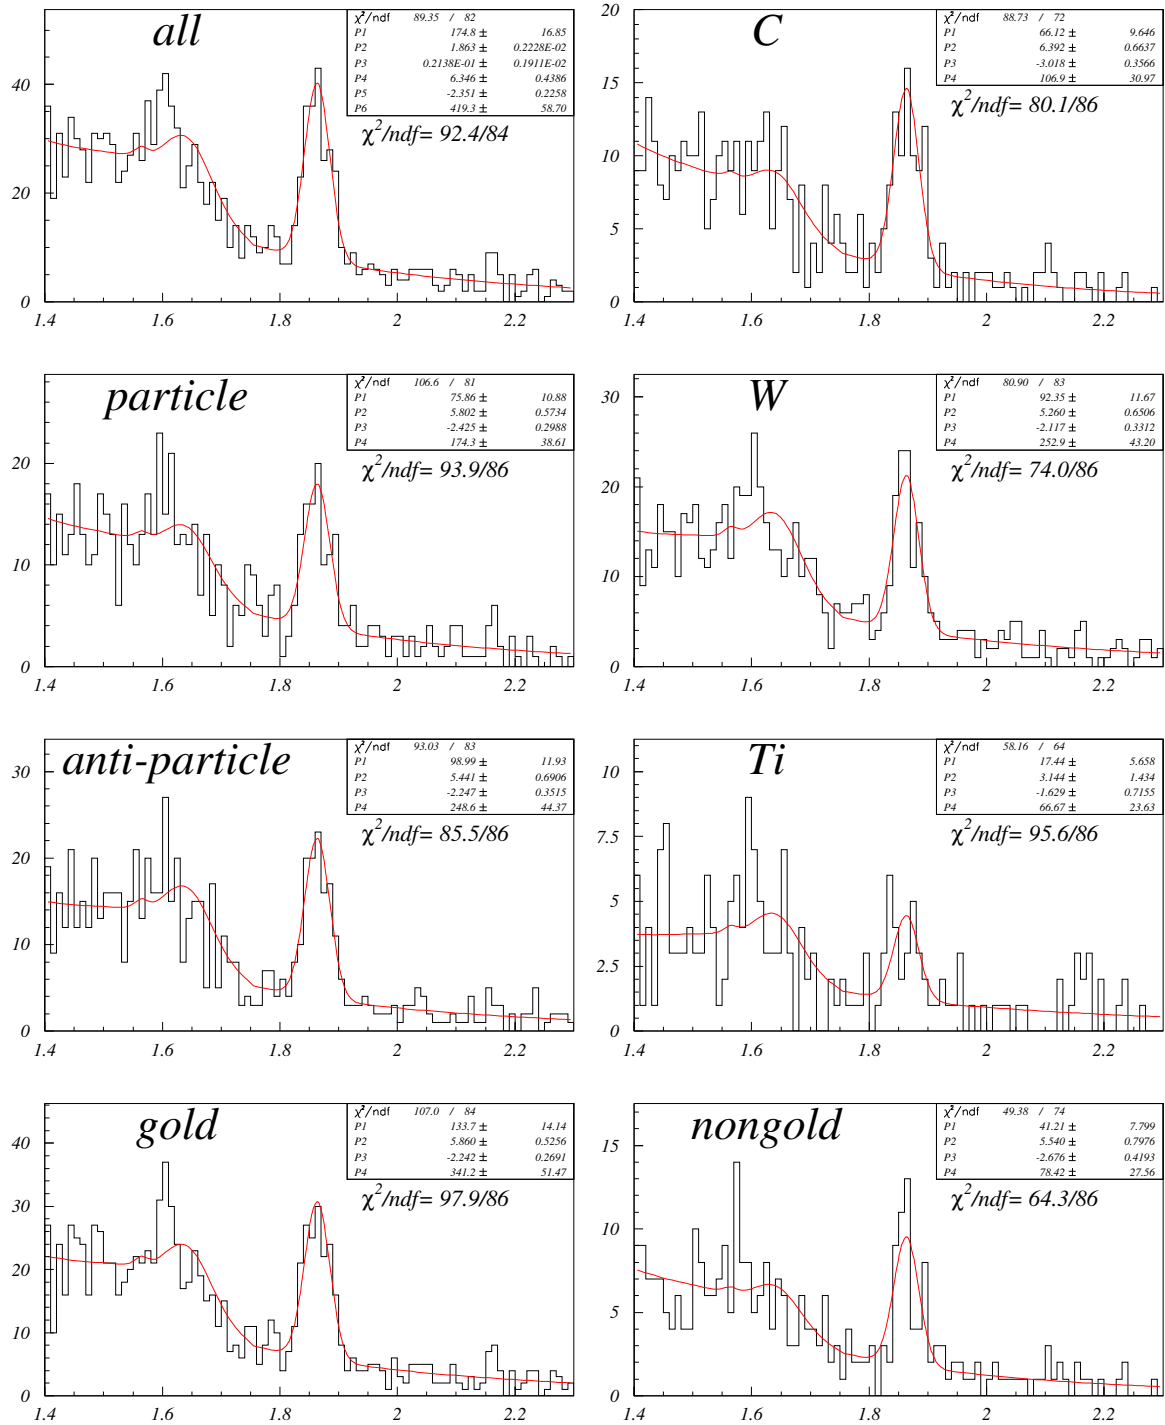 all
χ²/ndf 89.35 / 82
P1 174.8 ± 16.85
P2 1.863 ± 0.2228E-02
P3 0.2138E-01 ± 0.1911E-02
P4 6.346 ± 0.4386
P5 -2.351 ± 0.2258
P6 419.3 ± 58.70
χ²/ndf= 92.4/84
40
30
20
10
0
1.4 1.6 1.8 2 2.2
C
χ²/ndf 88.73 / 72
P1 66.12 ± 9.646
P2 6.392 ± 0.6637
P3 -3.018 ± 0.3566
P4 106.9 ± 30.97
χ²/ndf= 80.1/86
20
15
10
5
0
1.4 1.6 1.8 2 2.2
particle
χ²/ndf 106.6 / 81
P1 75.86 ± 10.88
P2 5.802 ± 0.5734
P3 -2.425 ± 0.2988
P4 174.3 ± 38.61
χ²/ndf= 93.9/86
20
10
0
1.4 1.6 1.8 2 2.2
W
χ²/ndf 80.90 / 83
P1 92.35 ± 11.67
P2 5.260 ± 0.6506
P3 -2.117 ± 0.3312
P4 252.9 ± 43.20
χ²/ndf= 74.0/86
30
20
10
0
1.4 1.6 1.8 2 2.2
anti-particle
χ²/ndf 93.03 / 83
P1 98.99 ± 11.93
P2 5.441 ± 0.6906
P3 -2.247 ± 0.3515
P4 248.6 ± 44.37
χ²/ndf= 85.5/86
30
20
10
0
1.4 1.6 1.8 2 2.2
Ti
χ²/ndf 58.16 / 64
P1 17.44 ± 5.658
P2 3.144 ± 1.434
P3 -1.629 ± 0.7155
P4 66.67 ± 23.63
χ²/ndf= 95.6/86
10
7.5
5
2.5
0
1.4 1.6 1.8 2 2.2
gold
χ²/ndf 107.0 / 84
P1 133.7 ± 14.14
P2 5.860 ± 0.5256
P3 -2.242 ± 0.2691
P4 341.2 ± 51.47
χ²/ndf= 97.9/86
40
30
20
10
0
1.4 1.6 1.8 2 2.2
nongold
χ²/ndf 49.38 / 74
P1 41.21 ± 7.799
P2 5.540 ± 0.7976
P3 -2.676 ± 0.4193
P4 78.42 ± 27.56
χ²/ndf= 64.3/86
15
10
5
0
1.4 1.6 1.8 2 2.2